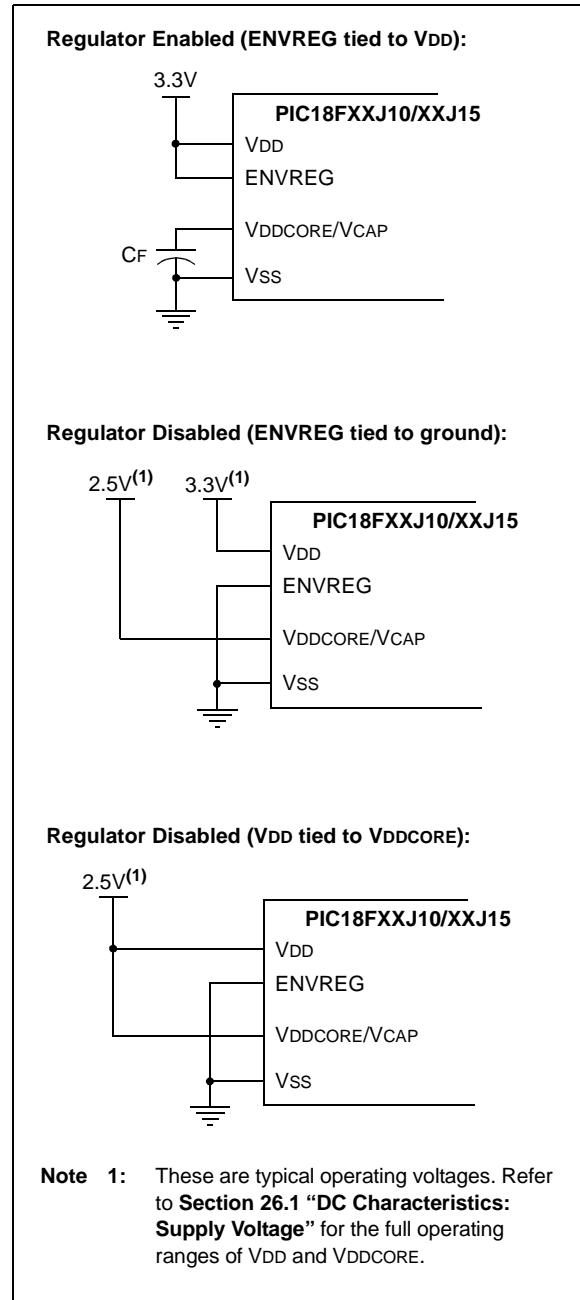 Regulator Enabled (ENVREG tied to VDD):
3.3V
PIC18FXXJ10/XXJ15
VDD
ENVREG
VDDCORE/VCAP
CF
VSS
Regulator Disabled (ENVREG tied to ground):
2.5V(1) 3.3V(1)
PIC18FXXJ10/XXJ15
VDD
ENVREG
VDDCORE/VCAP
VSS
Regulator Disabled (VDD tied to VDDCORE):
2.5V(1)
PIC18FXXJ10/XXJ15
VDD
ENVREG
VDDCORE/VCAP
VSS
Note 1: These are typical operating voltages. Refer
to Section 26.1 “DC Characteristics:
Supply Voltage” for the full operating
ranges of VDD and VDDCORE.